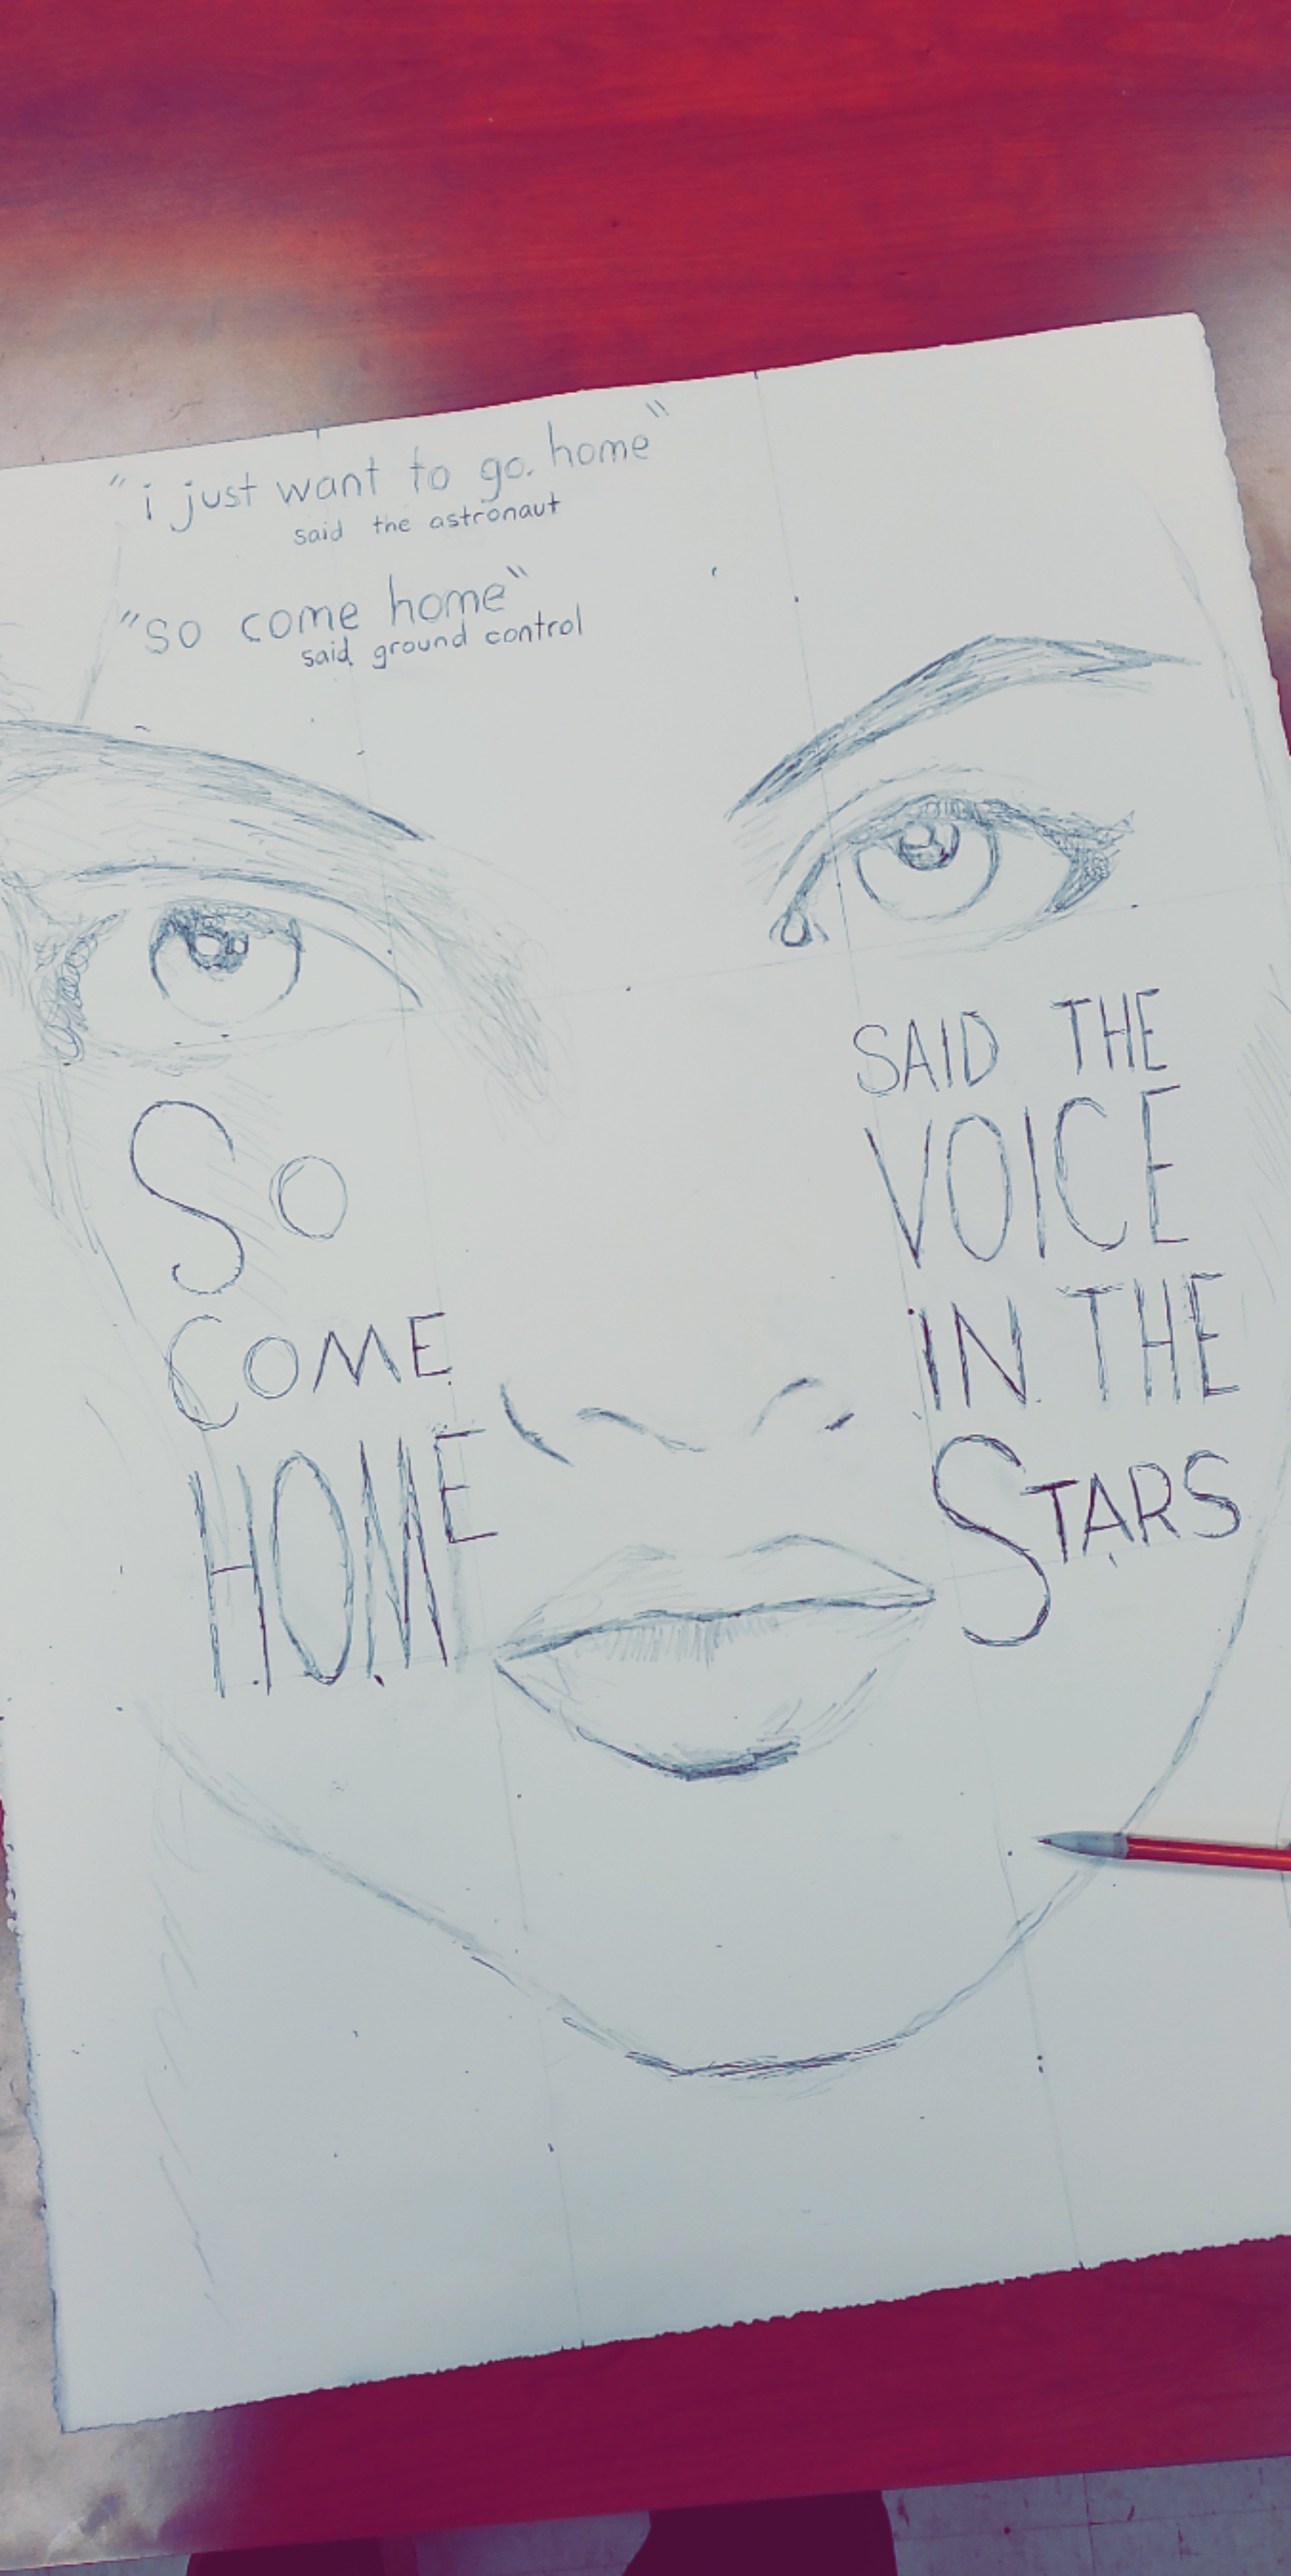 "i just want to go home"
said the astronaut
"so come home"
said ground control
So
COME
HOME
SAID THE
VOICE
IN THE
STARS